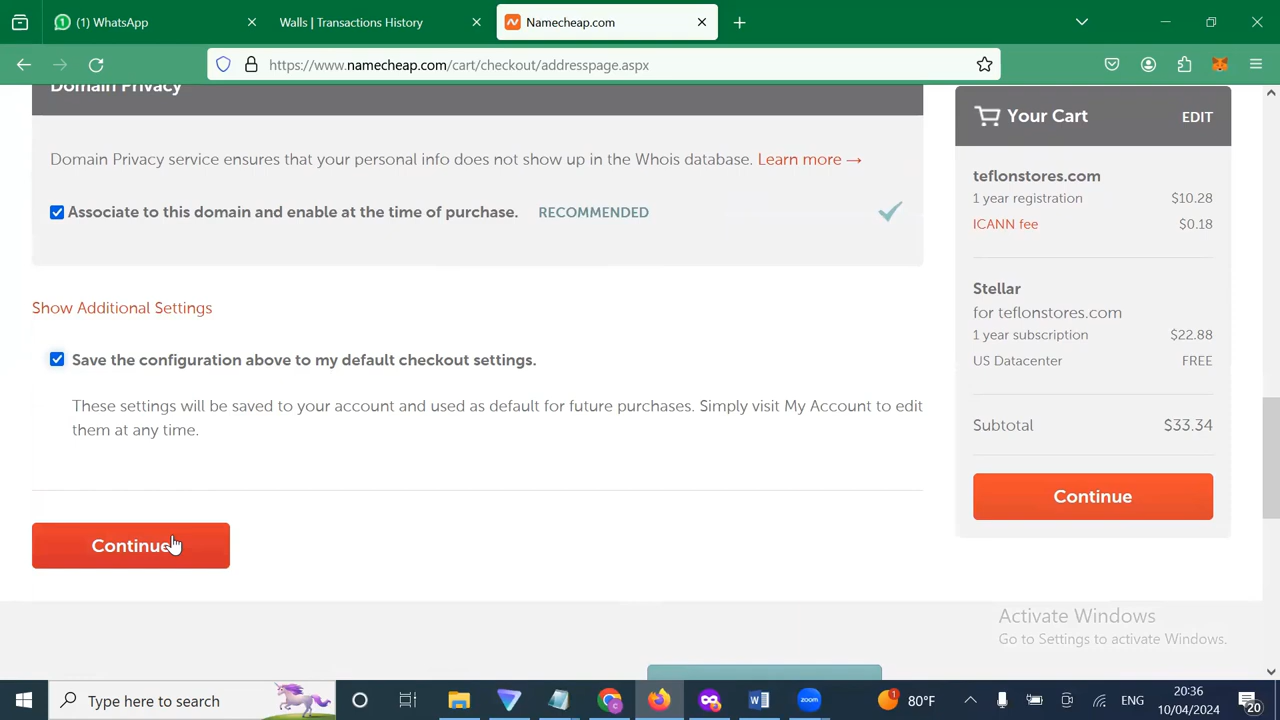 (1) WhatsApp
Walls | Transactions History
Namecheap.com
https://www.namecheap.com/cart/checkout/addresspage.aspx
Domain Privacy
Domain Privacy service ensures that your personal info does not show up in the Whois database. Learn more →
Associate to this domain and enable at the time of purchase. RECOMMENDED
Show Additional Settings
Save the configuration above to my default checkout settings.
These settings will be saved to your account and used as default for future purchases. Simply visit My Account to edit
them at any time.
Continue
Your Cart EDIT
teflonstores.com
1 year registration $10.28
ICANN fee $0.18
Stellar
for teflonstores.com
1 year subscription $22.88
US Datacenter FREE
Subtotal $33.34
Continue
Activate Windows
Go to Settings to activate Windows.
Type here to search
zoom
1
80°F
ENG
20:36
10/04/2024
20